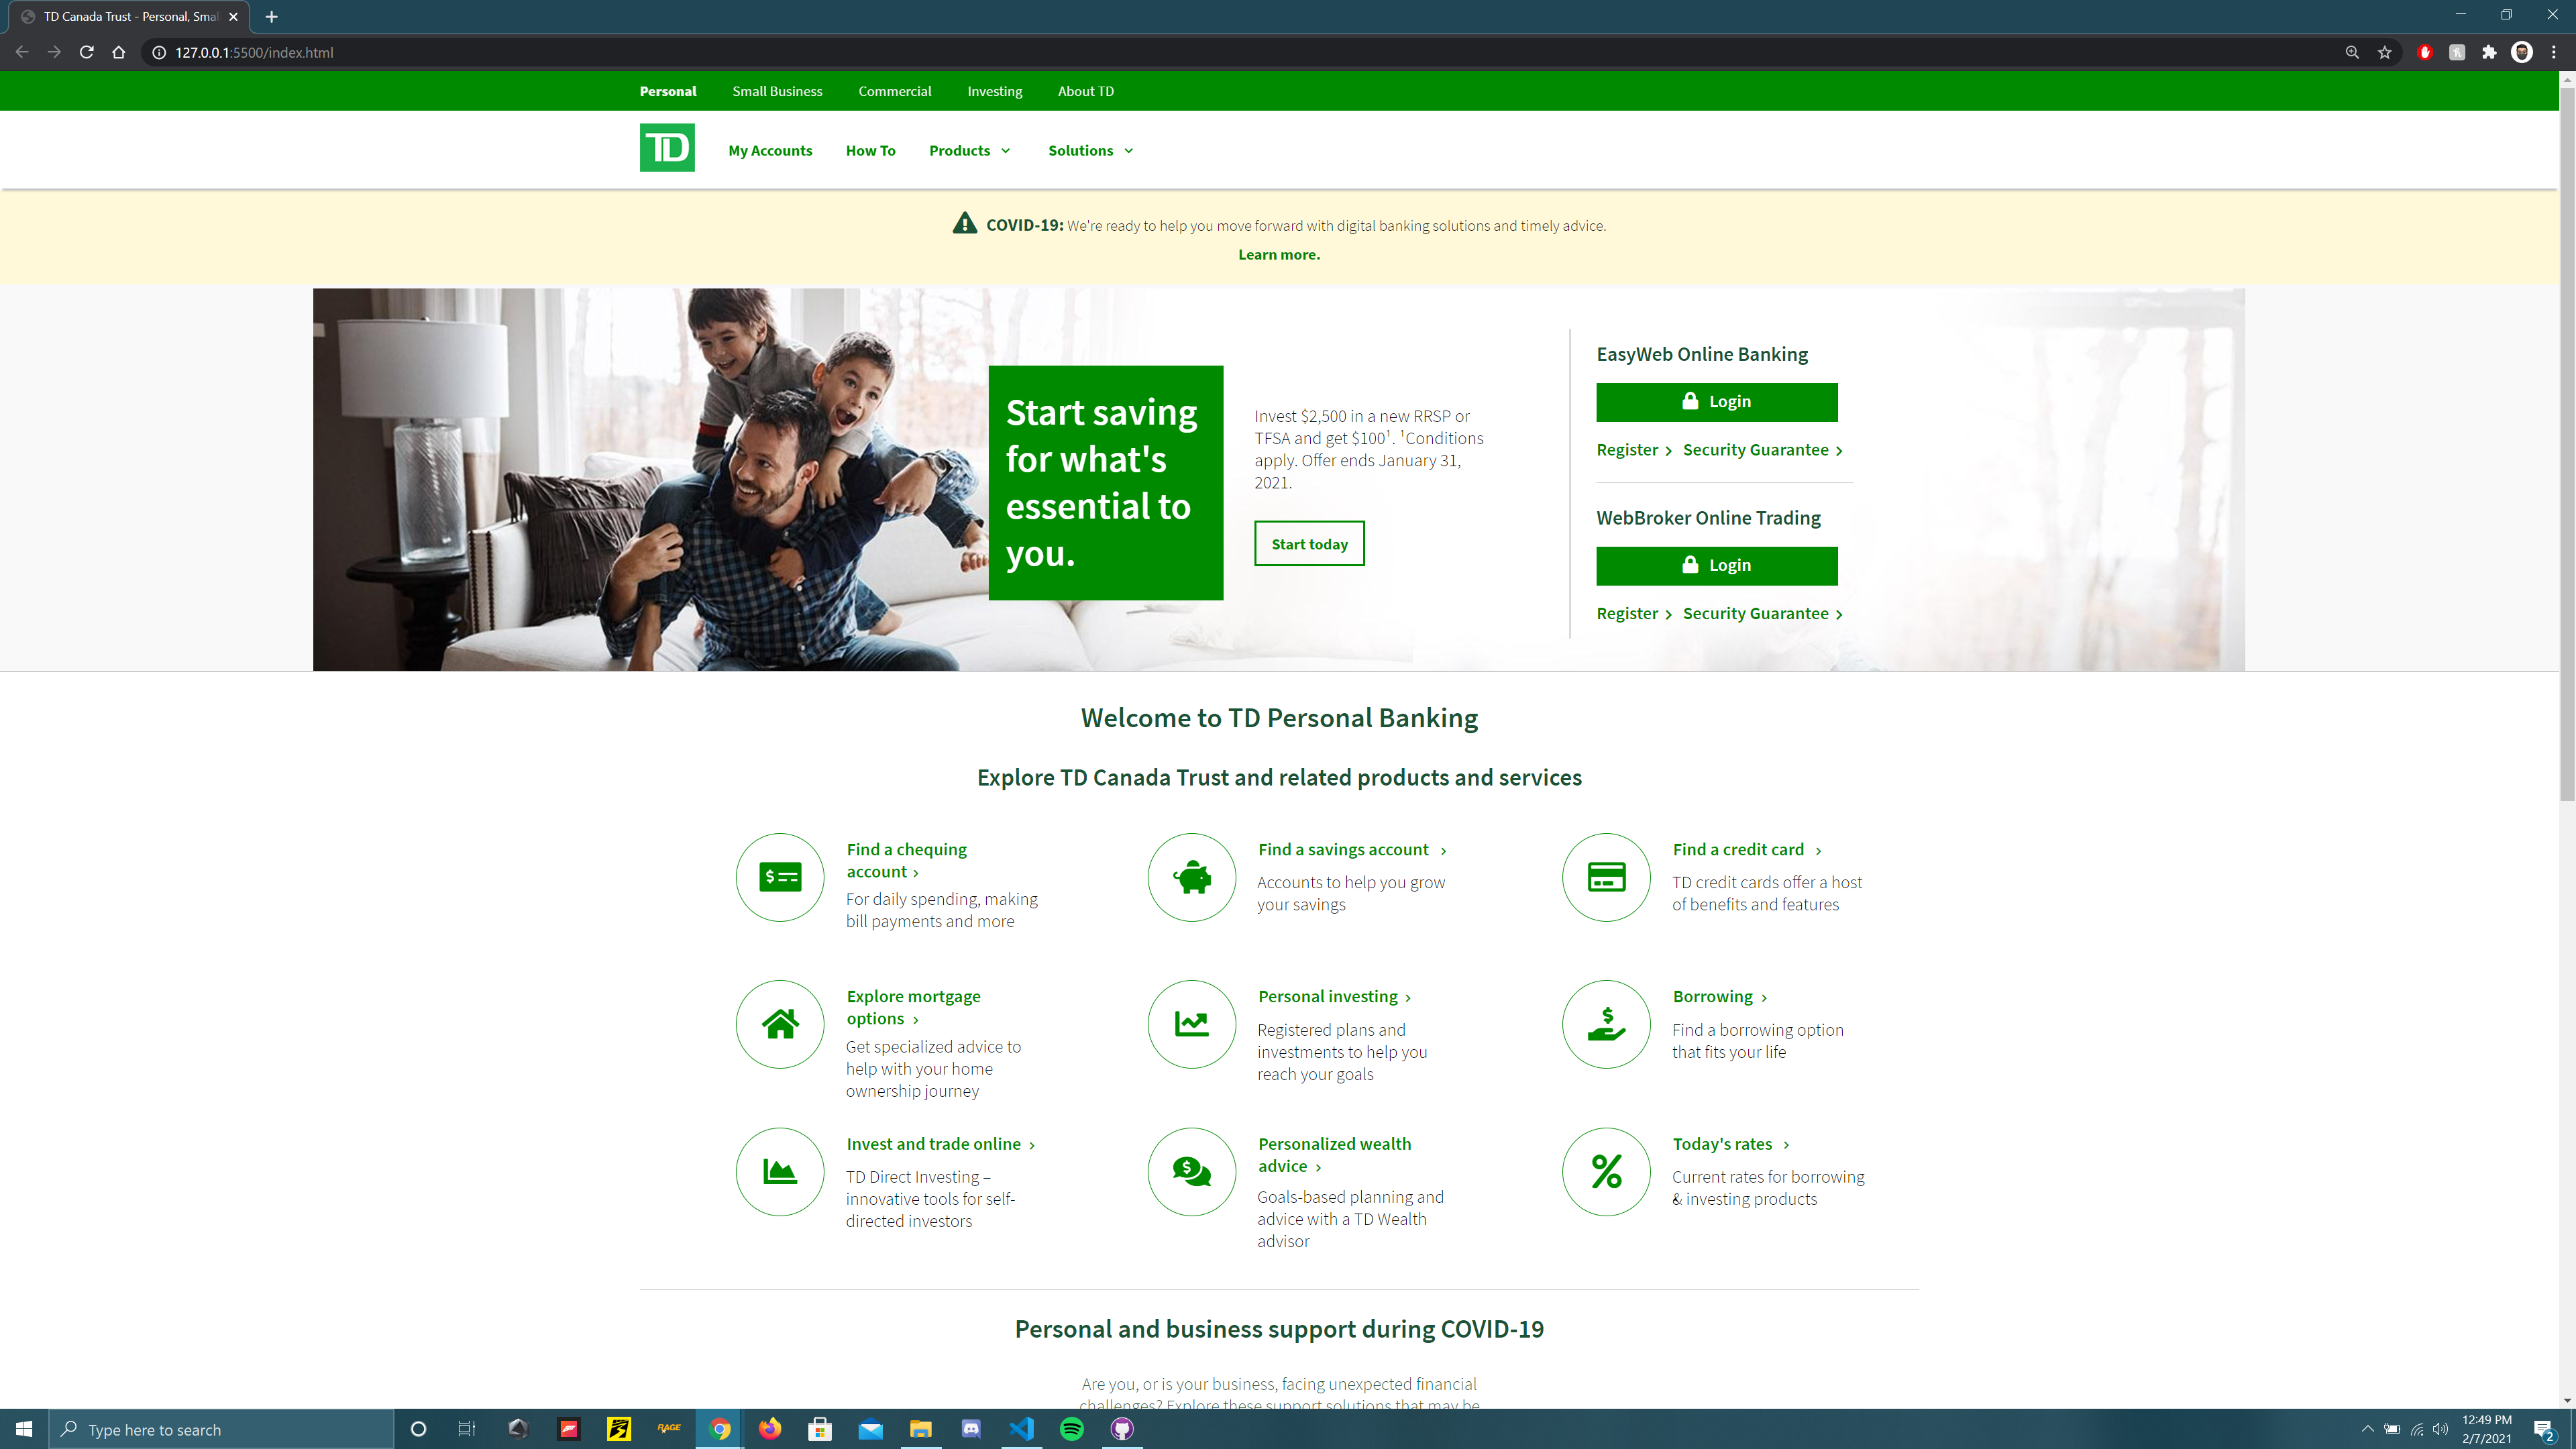 TD Canada Trust - Personal, Smal
127.0.0.1:5500/index.html
Personal Small Business Commercial Investing About TD
TD My Accounts How To Products Solutions
COVID-19: We're ready to help you move forward with digital banking solutions and timely advice.
Learn more.
Start saving
for what's
essential to
you.
Invest $2,500 in a new RRSP or
TFSA and get $100¹. ¹Conditions
apply. Offer ends January 31,
2021.
Start today
EasyWeb Online Banking
Login
Register › Security Guarantee ›
WebBroker Online Trading
Login
Register › Security Guarantee ›
Welcome to TD Personal Banking
Explore TD Canada Trust and related products and services
Find a chequing
account ›
For daily spending, making
bill payments and more
Find a savings account ›
Accounts to help you grow
your savings
Find a credit card ›
TD credit cards offer a host
of benefits and features
Explore mortgage
options ›
Get specialized advice to
help with your home
ownership journey
Personal investing ›
Registered plans and
investments to help you
reach your goals
Borrowing ›
Find a borrowing option
that fits your life
Invest and trade online ›
TD Direct Investing –
innovative tools for self-
directed investors
Personalized wealth
advice ›
Goals-based planning and
advice with a TD Wealth
advisor
Today's rates ›
Current rates for borrowing
& investing products
Personal and business support during COVID-19
Are you, or is your business, facing unexpected financial
challenges? Explore these support solutions that may be
Type here to search
RAGE
12:49 PM
2/7/2021
2